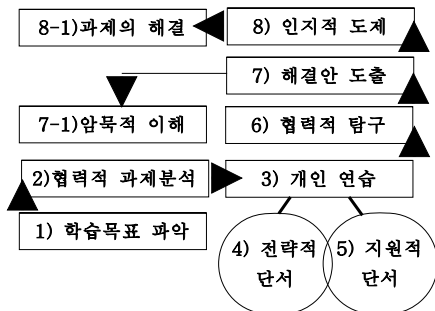 8-1)과제의 해결
8) 인지적 도제
7) 해결안 도출
7-1)암묵적 이해
6) 협력적 탐구
2)협력적 과제분석
3) 개인 연습
1) 학습목표 파악
4) 전략적
단서
5) 지원적
단서